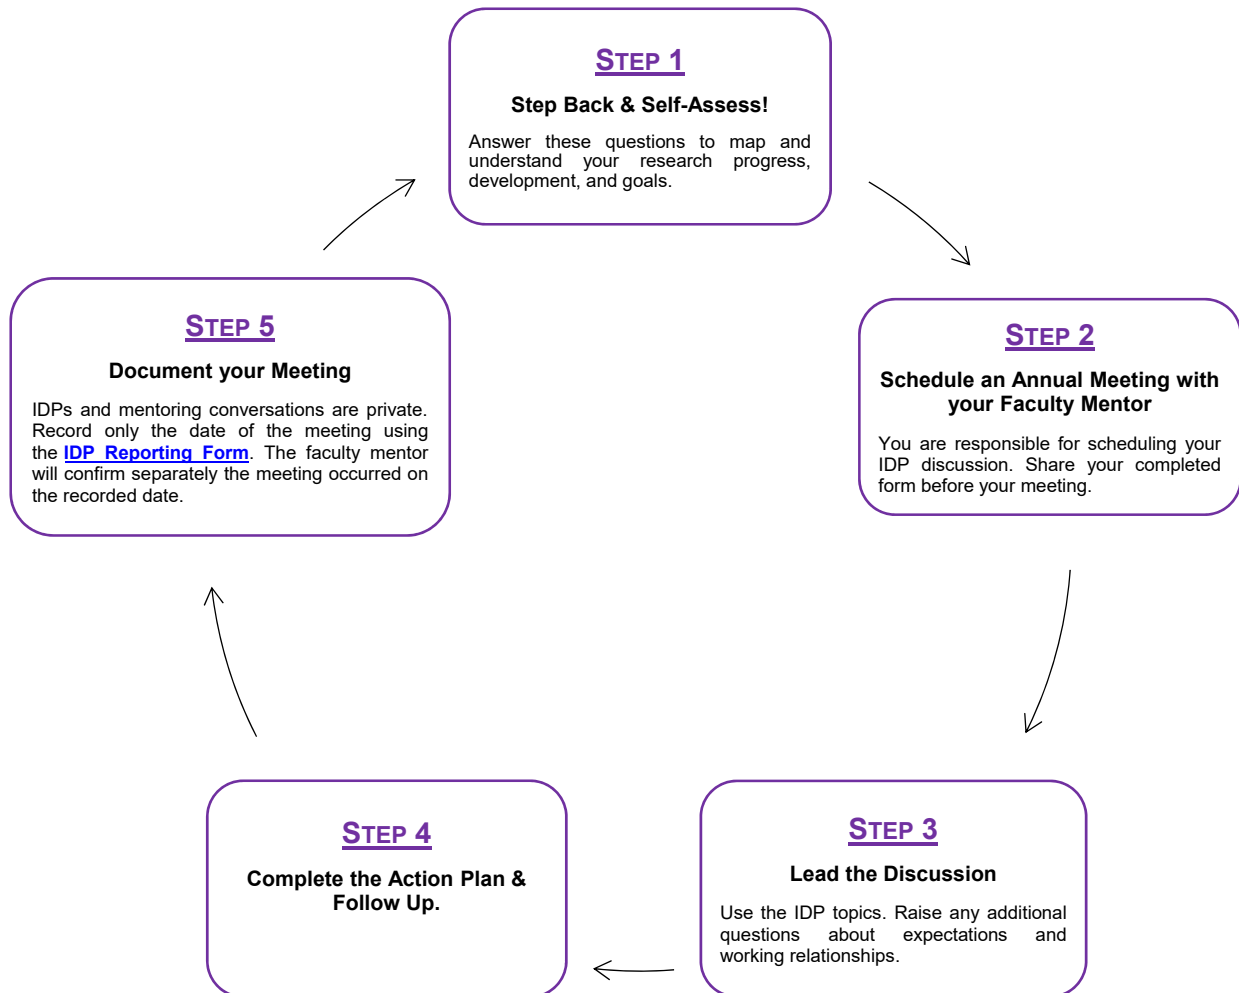 STEP 1
Step Back & Self-Assess!
Answer these questions to map and
understand your research progress,
development, and goals.
STEP 2
Schedule an Annual Meeting with
your Faculty Mentor
You are responsible for scheduling your
IDP discussion. Share your completed
form before your meeting.
STEP 3
Lead the Discussion
Use the IDP topics. Raise any additional
questions about expectations and
working relationships.
STEP 4
Complete the Action Plan &
Follow Up.
STEP 5
Document your Meeting
IDPs and mentoring conversations are private.
Record only the date of the meeting using
the IDP Reporting Form. The faculty mentor
will confirm separately the meeting occurred on
the recorded date.